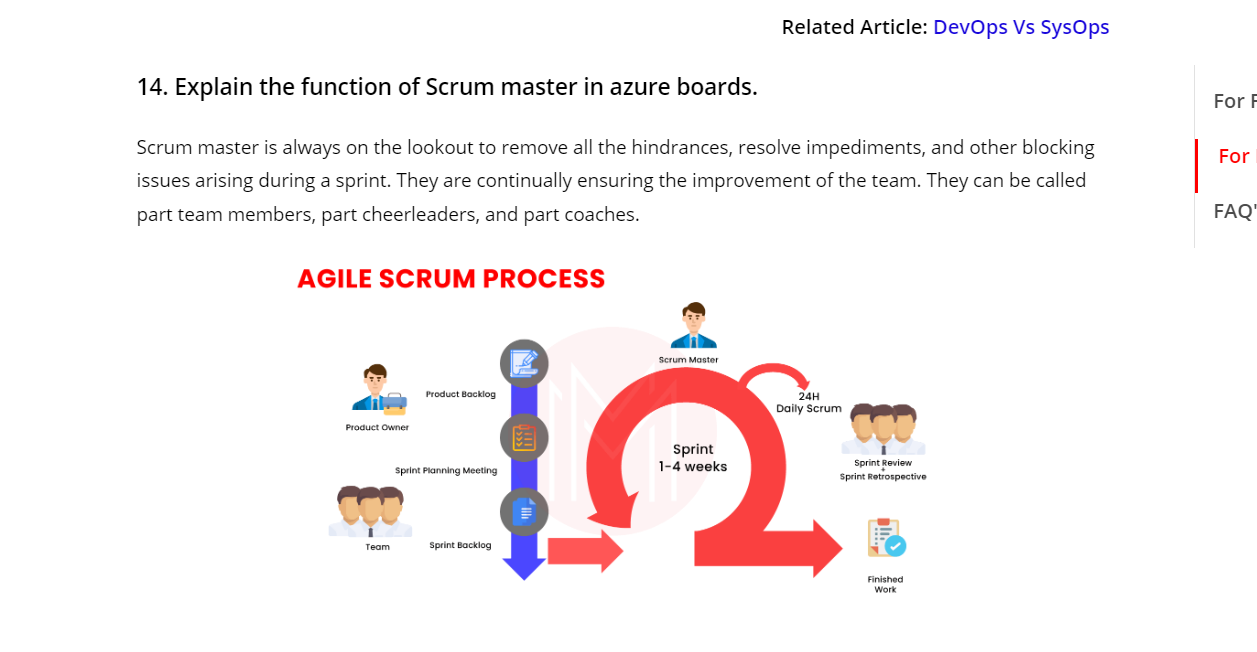 Related Article: DevOps Vs SysOps
14. Explain the function of Scrum master in azure boards.
For
Scrum master is always on the lookout to remove all the hindrances, resolve impediments, and other blocking
For
issues arising during a sprint. They are continually ensuring the improvement of the team. They can be called
part team members, part cheerleaders, and part coaches.
FAQ'
AGILE SCRUM PROCESS
Scrum Master
Product Backlog
24H
Daily Scrum
Product Owner
Sprint
1-4 weeks
Sprint Planning Meeting
Sprint Review
+
Sprint Retrospective
Team
Sprint Backlog
Finished
Work